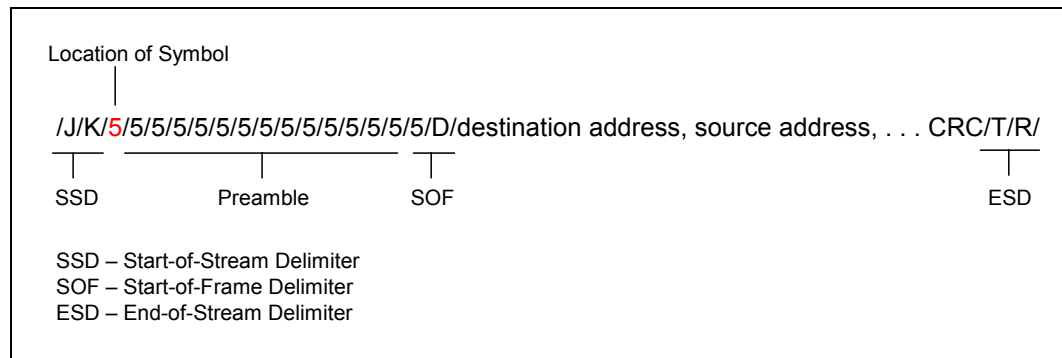 Location of Symbol
/J/K/5/5/5/5/5/5/5/5/5/5/5/5/5/5/5/D/destination address, source address, . . . CRC/T/R/
SSD Preamble SOF ESD
SSD – Start-of-Stream Delimiter
SOF – Start-of-Frame Delimiter
ESD – End-of-Stream Delimiter